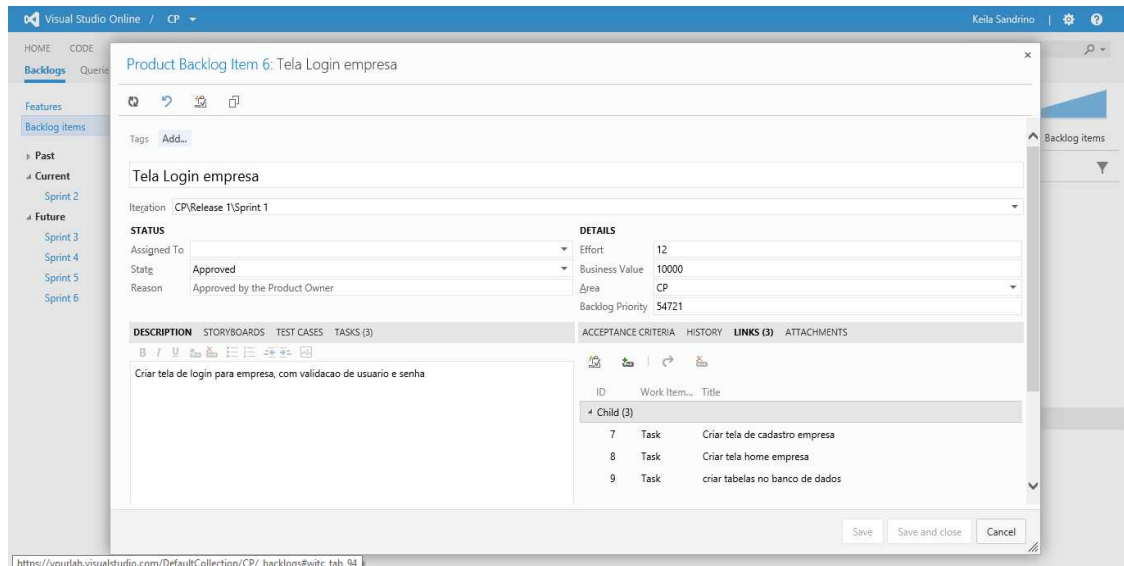 Visual Studio Online / CP
Keila Sandrino
HOME CODE
Backlogs Querie
Features
Backlog items
Past
Current
Sprint 2
Future
Sprint 3
Sprint 4
Sprint 5
Sprint 6
Backlog items
Product Backlog Item 6: Tela Login empresa
Tags Add...
Tela Login empresa
Iteration CP\Release 1\Sprint 1
STATUS
Assigned To
State Approved
Reason Approved by the Product Owner
DETAILS
Effort 12
Business Value 10000
Area CP
Backlog Priority 54721
DESCRIPTION STORYBOARDS TEST CASES TASKS (3)
B I U
Criar tela de login para empresa, com validacao de usuario e senha
ACCEPTANCE CRITERIA HISTORY LINKS (3) ATTACHMENTS
ID Work Item... Title
Child (3)
7 Task Criar tela de cadastro empresa
8 Task Criar tela home empresa
9 Task criar tabelas no banco de dados
Save Save and close Cancel
https://yourlab.visualstudio.com/DefaultCollection/CP/_backlogs#witc_tab_94